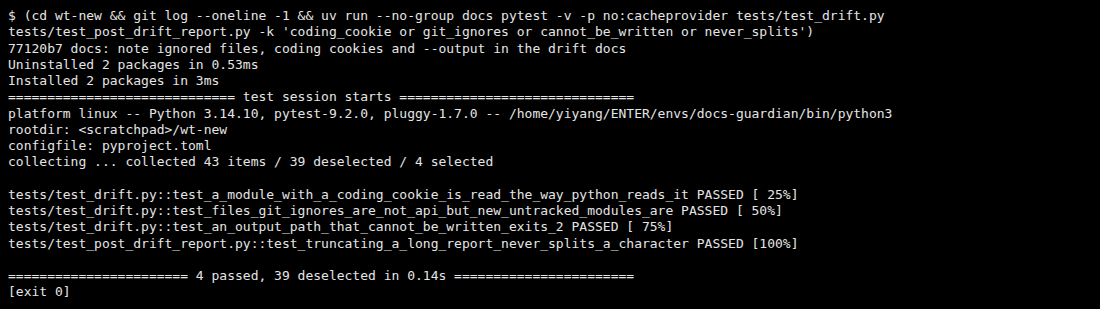 $ (cd wt-new && git log --oneline -1 && uv run --no-group docs pytest -v -p no:cacheprovider tests/test_drift.py
tests/test_post_drift_report.py -k 'coding_cookie or git_ignores or cannot_be_written or never_splits')
77120b7 docs: note ignored files, coding cookies and --output in the drift docs
Uninstalled 2 packages in 0.53ms
Installed 2 packages in 3ms
============================= test session starts ==============================
platform linux -- Python 3.14.10, pytest-9.2.0, pluggy-1.7.0 -- /home/yiyang/ENTER/envs/docs-guardian/bin/python3
rootdir: <scratchpad>/wt-new
configfile: pyproject.toml
collecting ... collected 43 items / 39 deselected / 4 selected
tests/test_drift.py::test_a_module_with_a_coding_cookie_is_read_the_way_python_reads_it PASSED [ 25%]
tests/test_drift.py::test_files_git_ignores_are_not_api_but_new_untracked_modules_are PASSED [ 50%]
tests/test_drift.py::test_an_output_path_that_cannot_be_written_exits_2 PASSED [ 75%]
tests/test_post_drift_report.py::test_truncating_a_long_report_never_splits_a_character PASSED [100%]
======================= 4 passed, 39 deselected in 0.14s =======================
[exit 0]